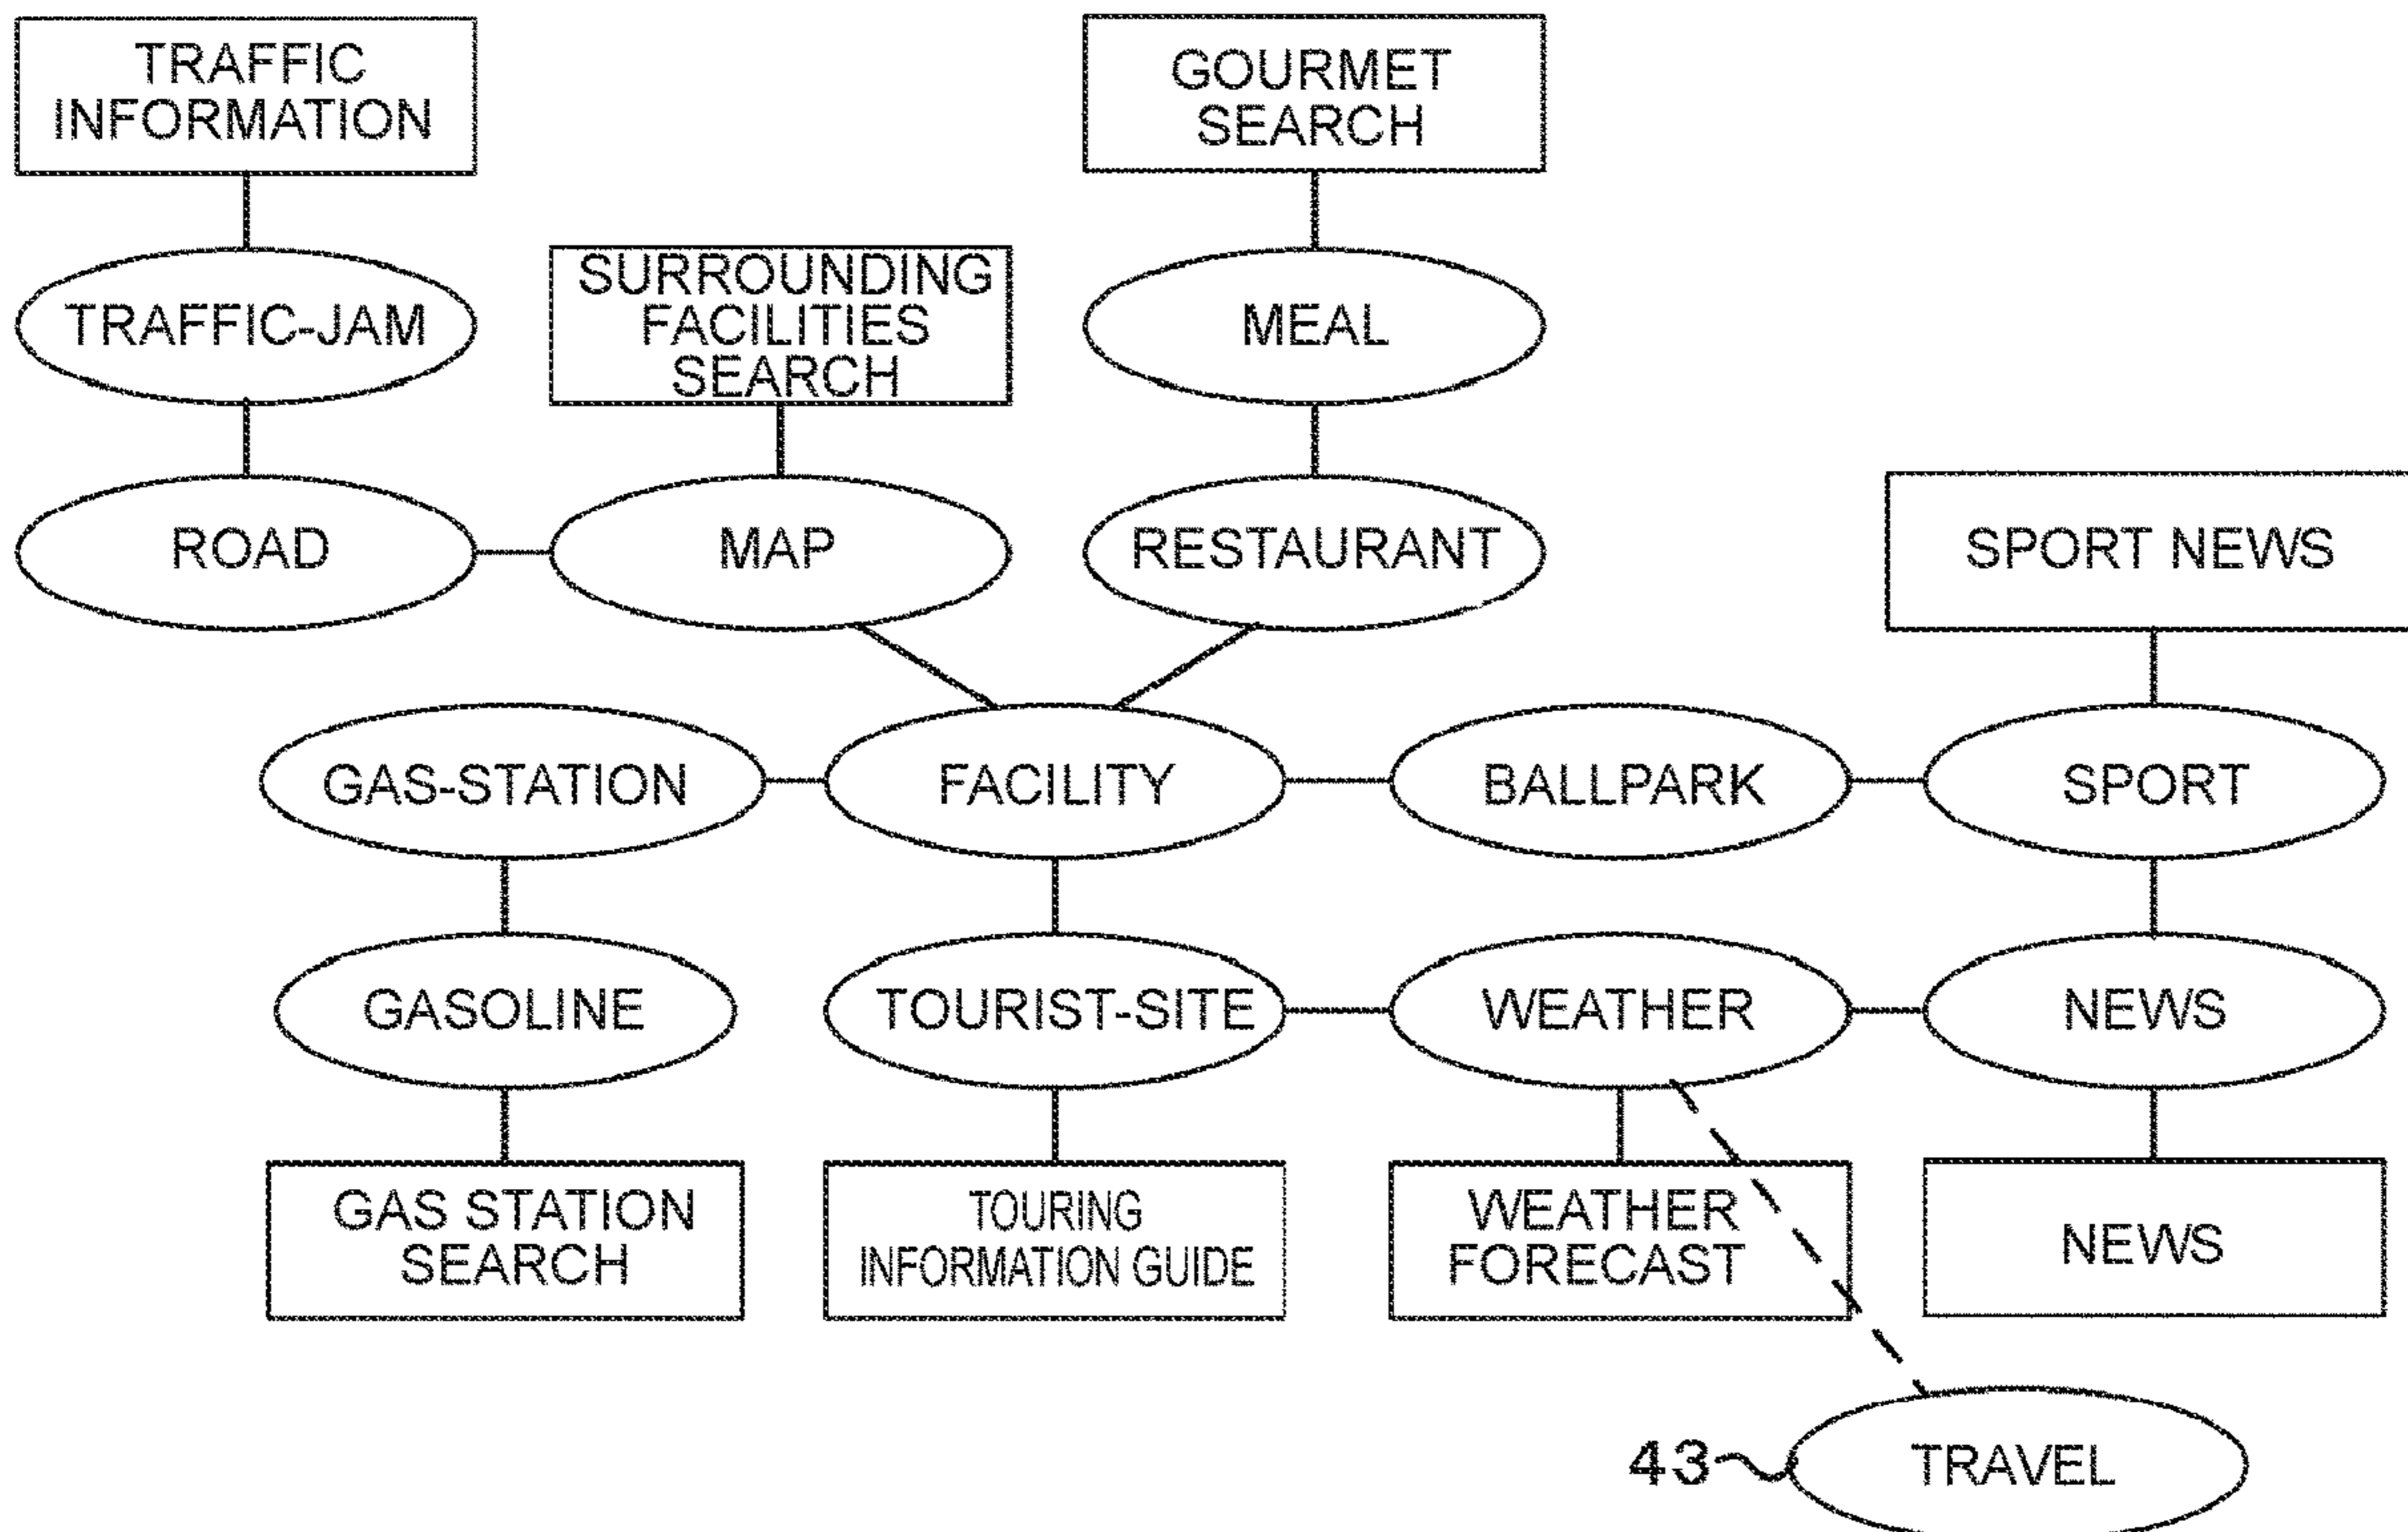 TRAFFIC
INFORMATION
GOURMET
SEARCH
TRAFFIC-JAM
SURROUNDING
FACILITIES
SEARCH
MEAL
ROAD
MAP
RESTAURANT
SPORT NEWS
GAS-STATION
FACILITY
BALLPARK
SPORT
GASOLINE
TOURIST-SITE
WEATHER
NEWS
GAS STATION
SEARCH
TOURING
INFORMATION GUIDE
WEATHER
FORECAST
NEWS
43
TRAVEL